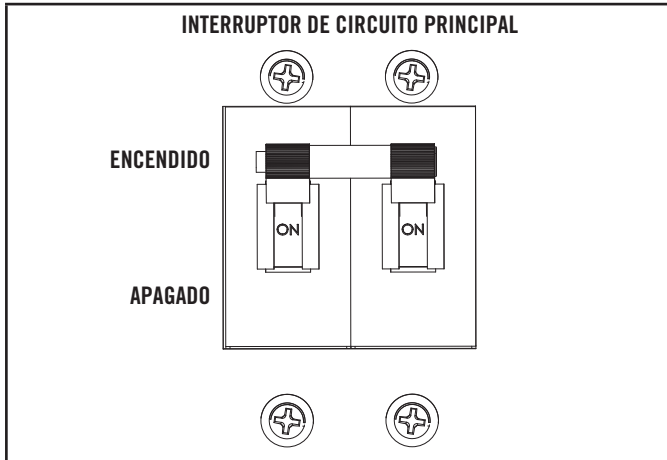 INTERRUPTOR DE CIRCUITO PRINCIPAL
ENCENDIDO
ON ON
APAGADO